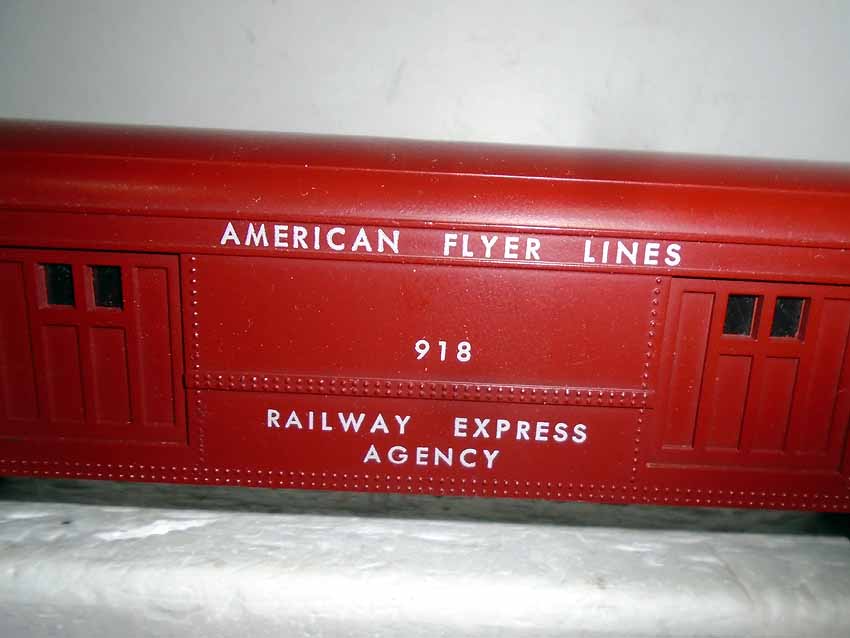 AMERICAN FLYER LINES
918
RAILWAY EXPRESS
AGENCY